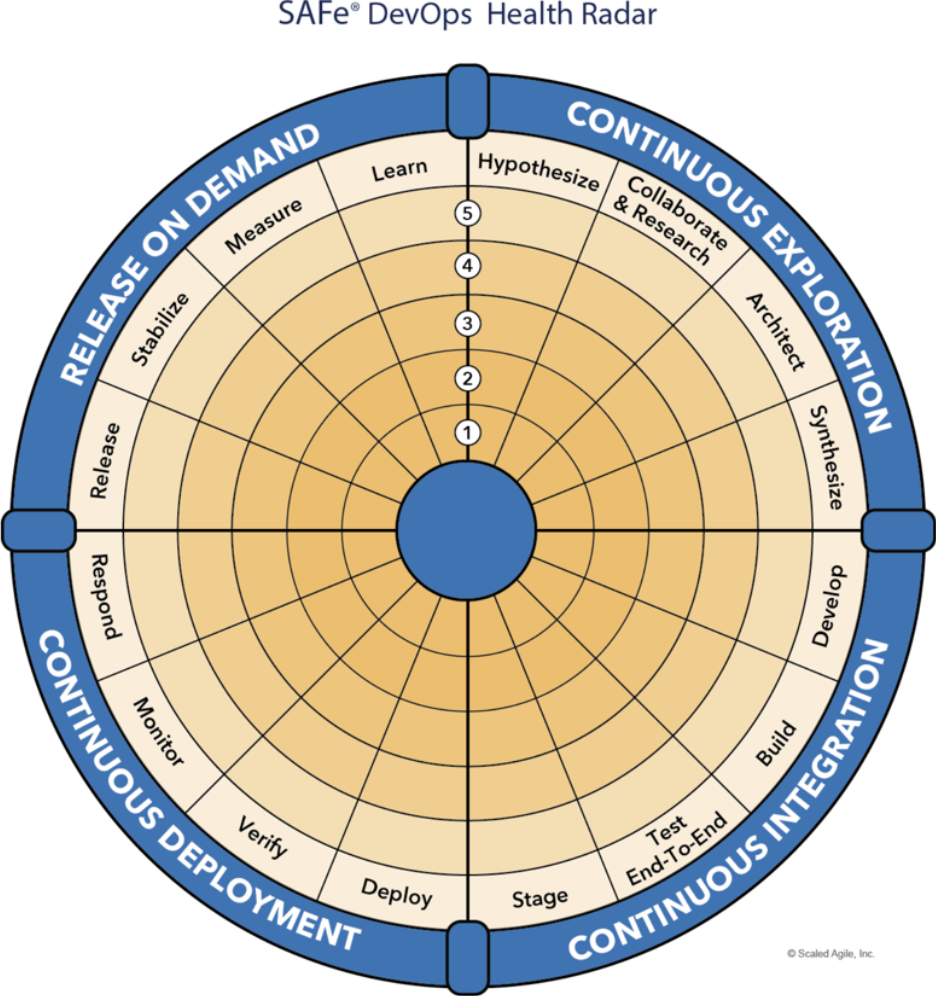 SAFe® DevOps Health Radar
CONTINUOUS EXPLORATION
Hypothesize
Collaborate
& Research
Architect
Synthesize
CONTINUOUS INTEGRATION
Develop
Build
Test
End-To-End
Stage
CONTINUOUS DEPLOYMENT
Deploy
Verify
Monitor
Respond
RELEASE ON DEMAND
Release
Stabilize
Measure
Learn
5
4
3
2
1
© Scaled Agile, Inc.